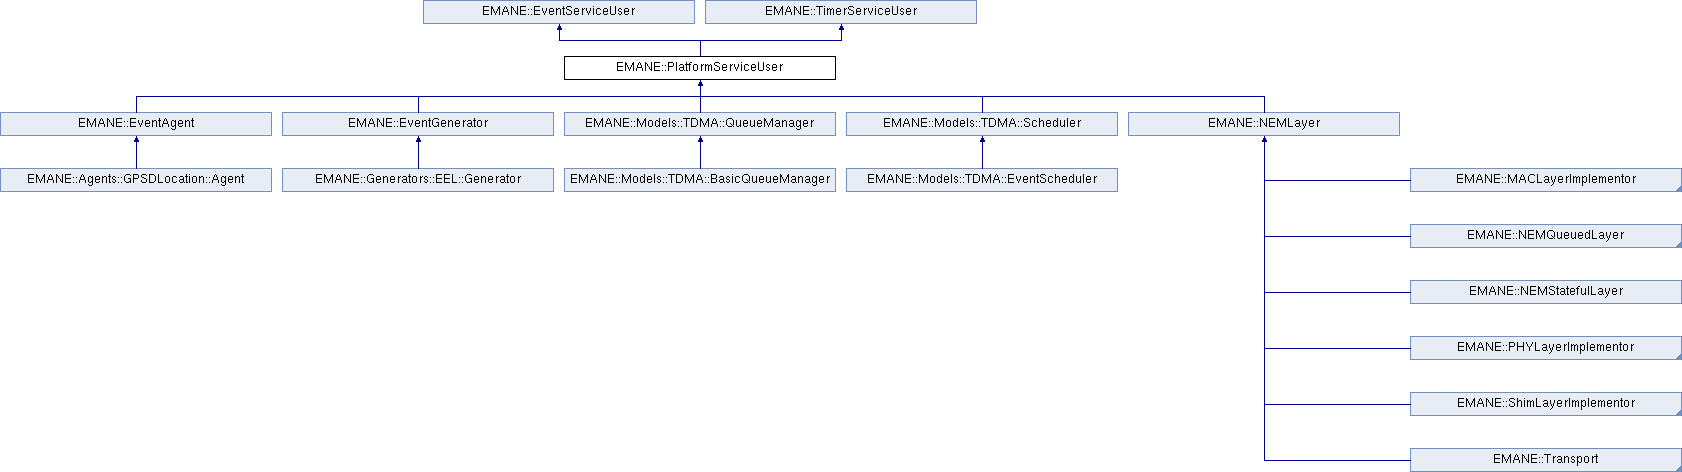 EMANE::EventServiceUser
EMANE::TimerServiceUser
EMANE::PlatformServiceUser
EMANE::EventAgent
EMANE::EventGenerator
EMANE::Models::TDMA::QueueManager
EMANE::Models::TDMA::Scheduler
EMANE::NEMLayer
EMANE::Agents::GPSDLocation::Agent
EMANE::Generators::EEL::Generator
EMANE::Models::TDMA::BasicQueueManager
EMANE::Models::TDMA::EventScheduler
EMANE::MACLayerImplementor
EMANE::NEMQueuedLayer
EMANE::NEMStatefulLayer
EMANE::PHYLayerImplementor
EMANE::ShimLayerImplementor
EMANE::Transport